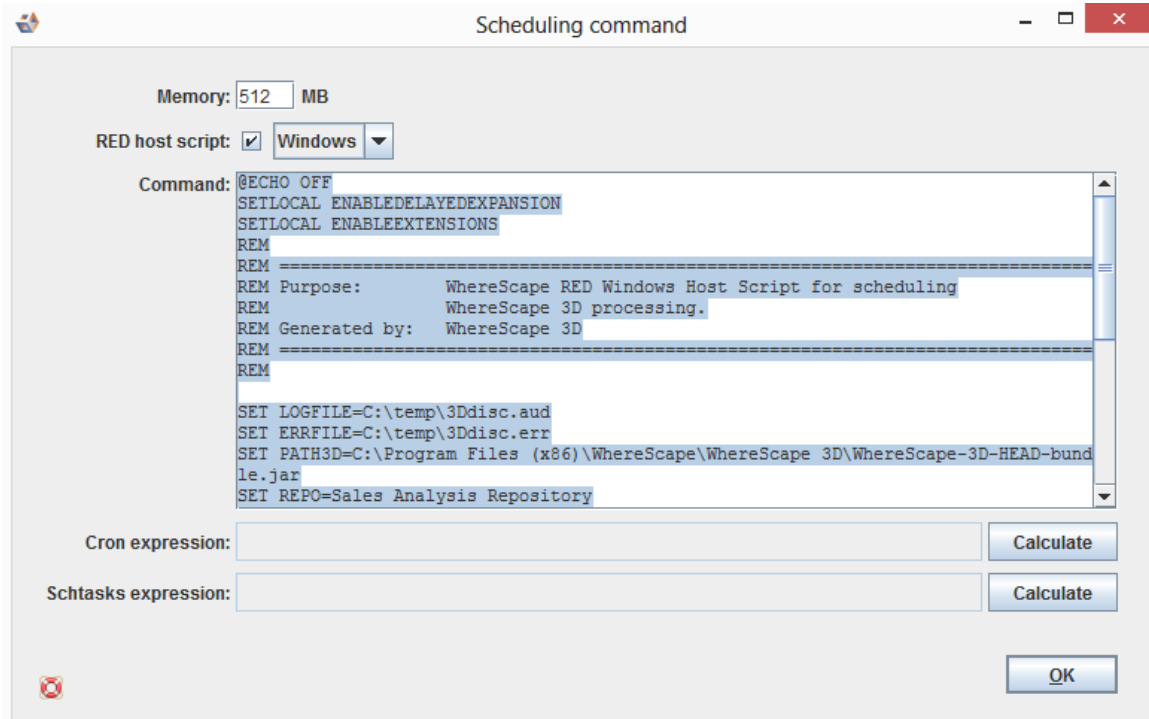 Scheduling command
Memory: 512 MB
RED host script: Windows
Command: @ECHO OFF
SETLOCAL ENABLEDELAYEDEXPANSION
SETLOCAL ENABLEEXTENSIONS
REM
REM ==============================================================================
REM Purpose: WhereScape RED Windows Host Script for scheduling
REM WhereScape 3D processing.
REM Generated by: WhereScape 3D
REM ==============================================================================
REM
SET LOGFILE=C:\temp\3Ddisc.aud
SET ERRFILE=C:\temp\3Ddisc.err
SET PATH3D=C:\Program Files (x86)\WhereScape\WhereScape 3D\WhereScape-3D-HEAD-bund
le.jar
SET REPO=Sales Analysis Repository
Cron expression: Calculate
Schtasks expression: Calculate
OK